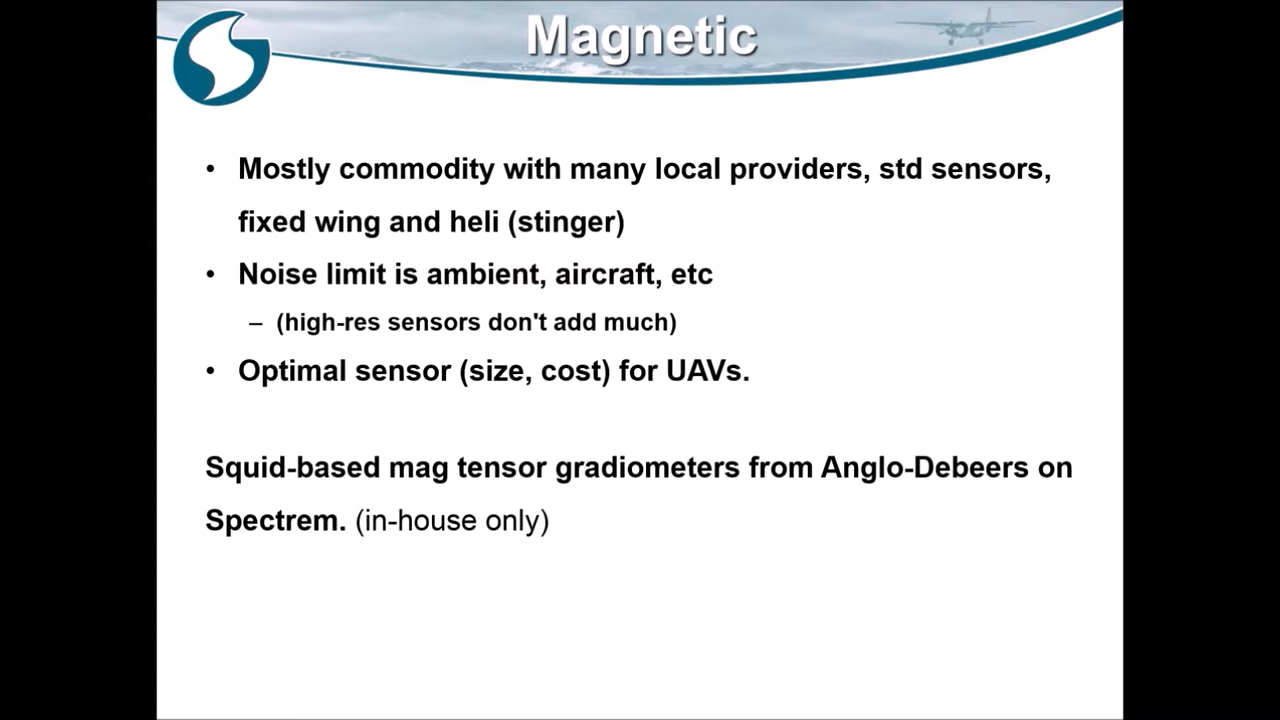 Magnetic
• Mostly commodity with many local providers, std sensors,
fixed wing and heli (stinger)
• Noise limit is ambient, aircraft, etc
– (high-res sensors don't add much)
• Optimal sensor (size, cost) for UAVs.
Squid-based mag tensor gradiometers from Anglo-Debeers on
Spectrem. (in-house only)